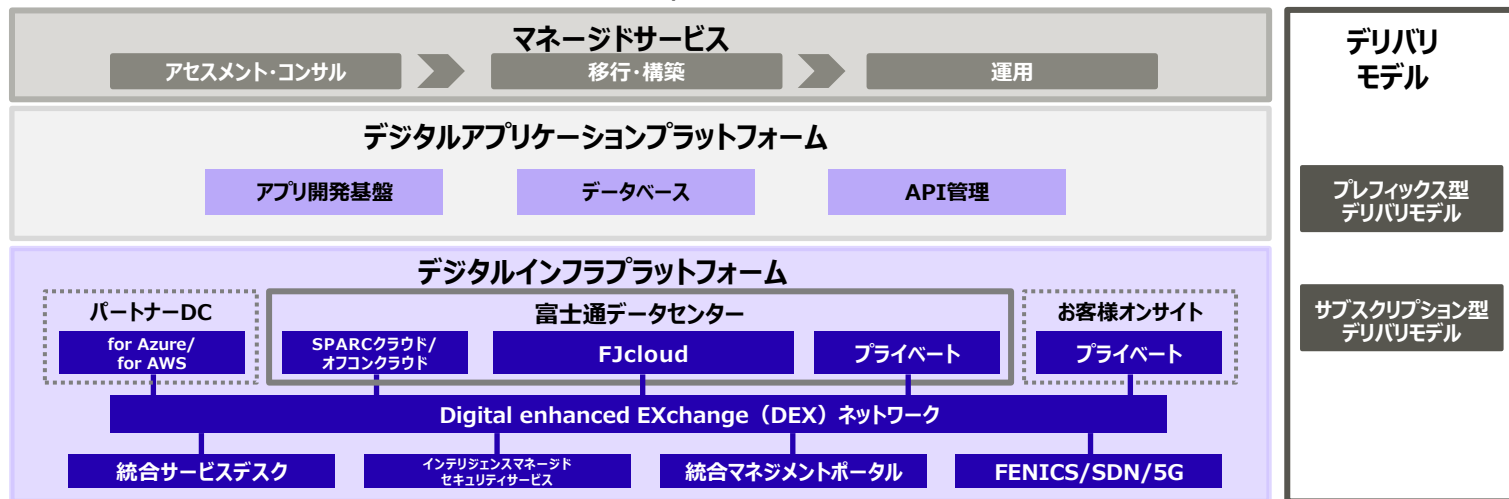 マネージドサービス
アセスメント・コンサル
移行・構築
運用
デジタルアプリケーションプラットフォーム
アプリ開発基盤
データベース
API管理
デジタルインフラプラットフォーム
パートナーDC
for Azure/
for AWS
富士通データセンター
SPARCクラウド/
オフコンクラウド
FJcloud
プライベート
お客様オンサイト
プライベート
Digital enhanced EXchange（DEX）ネットワーク
統合サービスデスク
インテリジェンスマネージド
セキュリティサービス
統合マネジメントポータル
FENICS/SDN/5G
デリバリ
モデル
プレフィックス型
デリバリモデル
サブスクリプション型
デリバリモデル